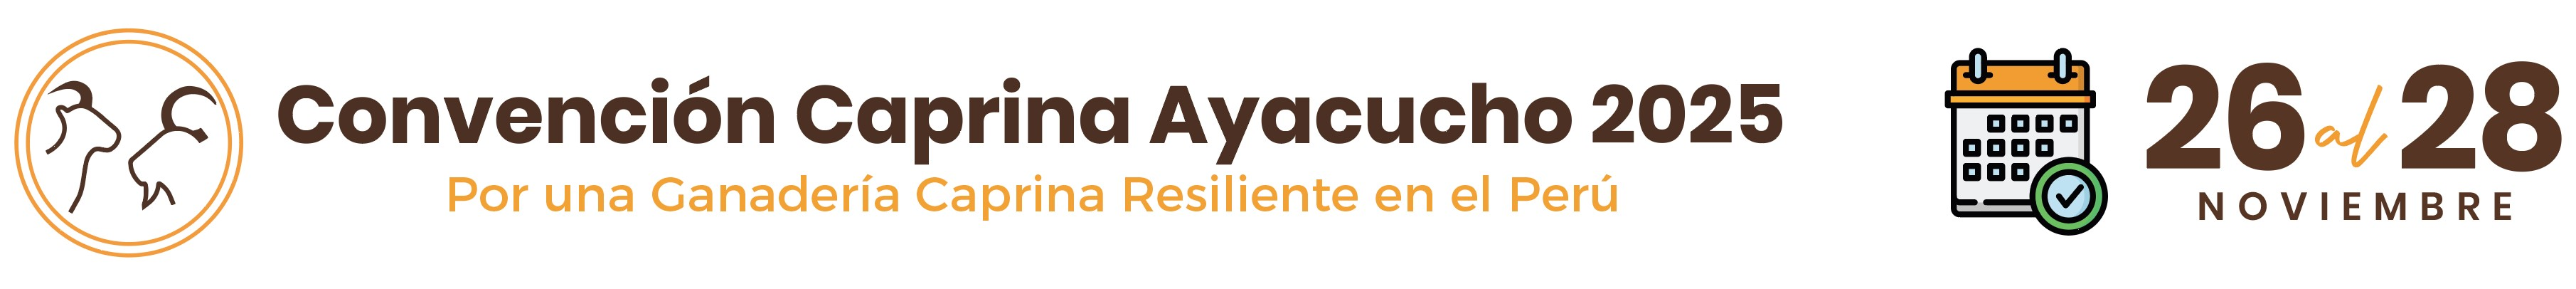 Convención Caprina Ayacucho 2025
Por una Ganadería Caprina Resiliente en el Perú
26 al 28
NOVIEMBRE